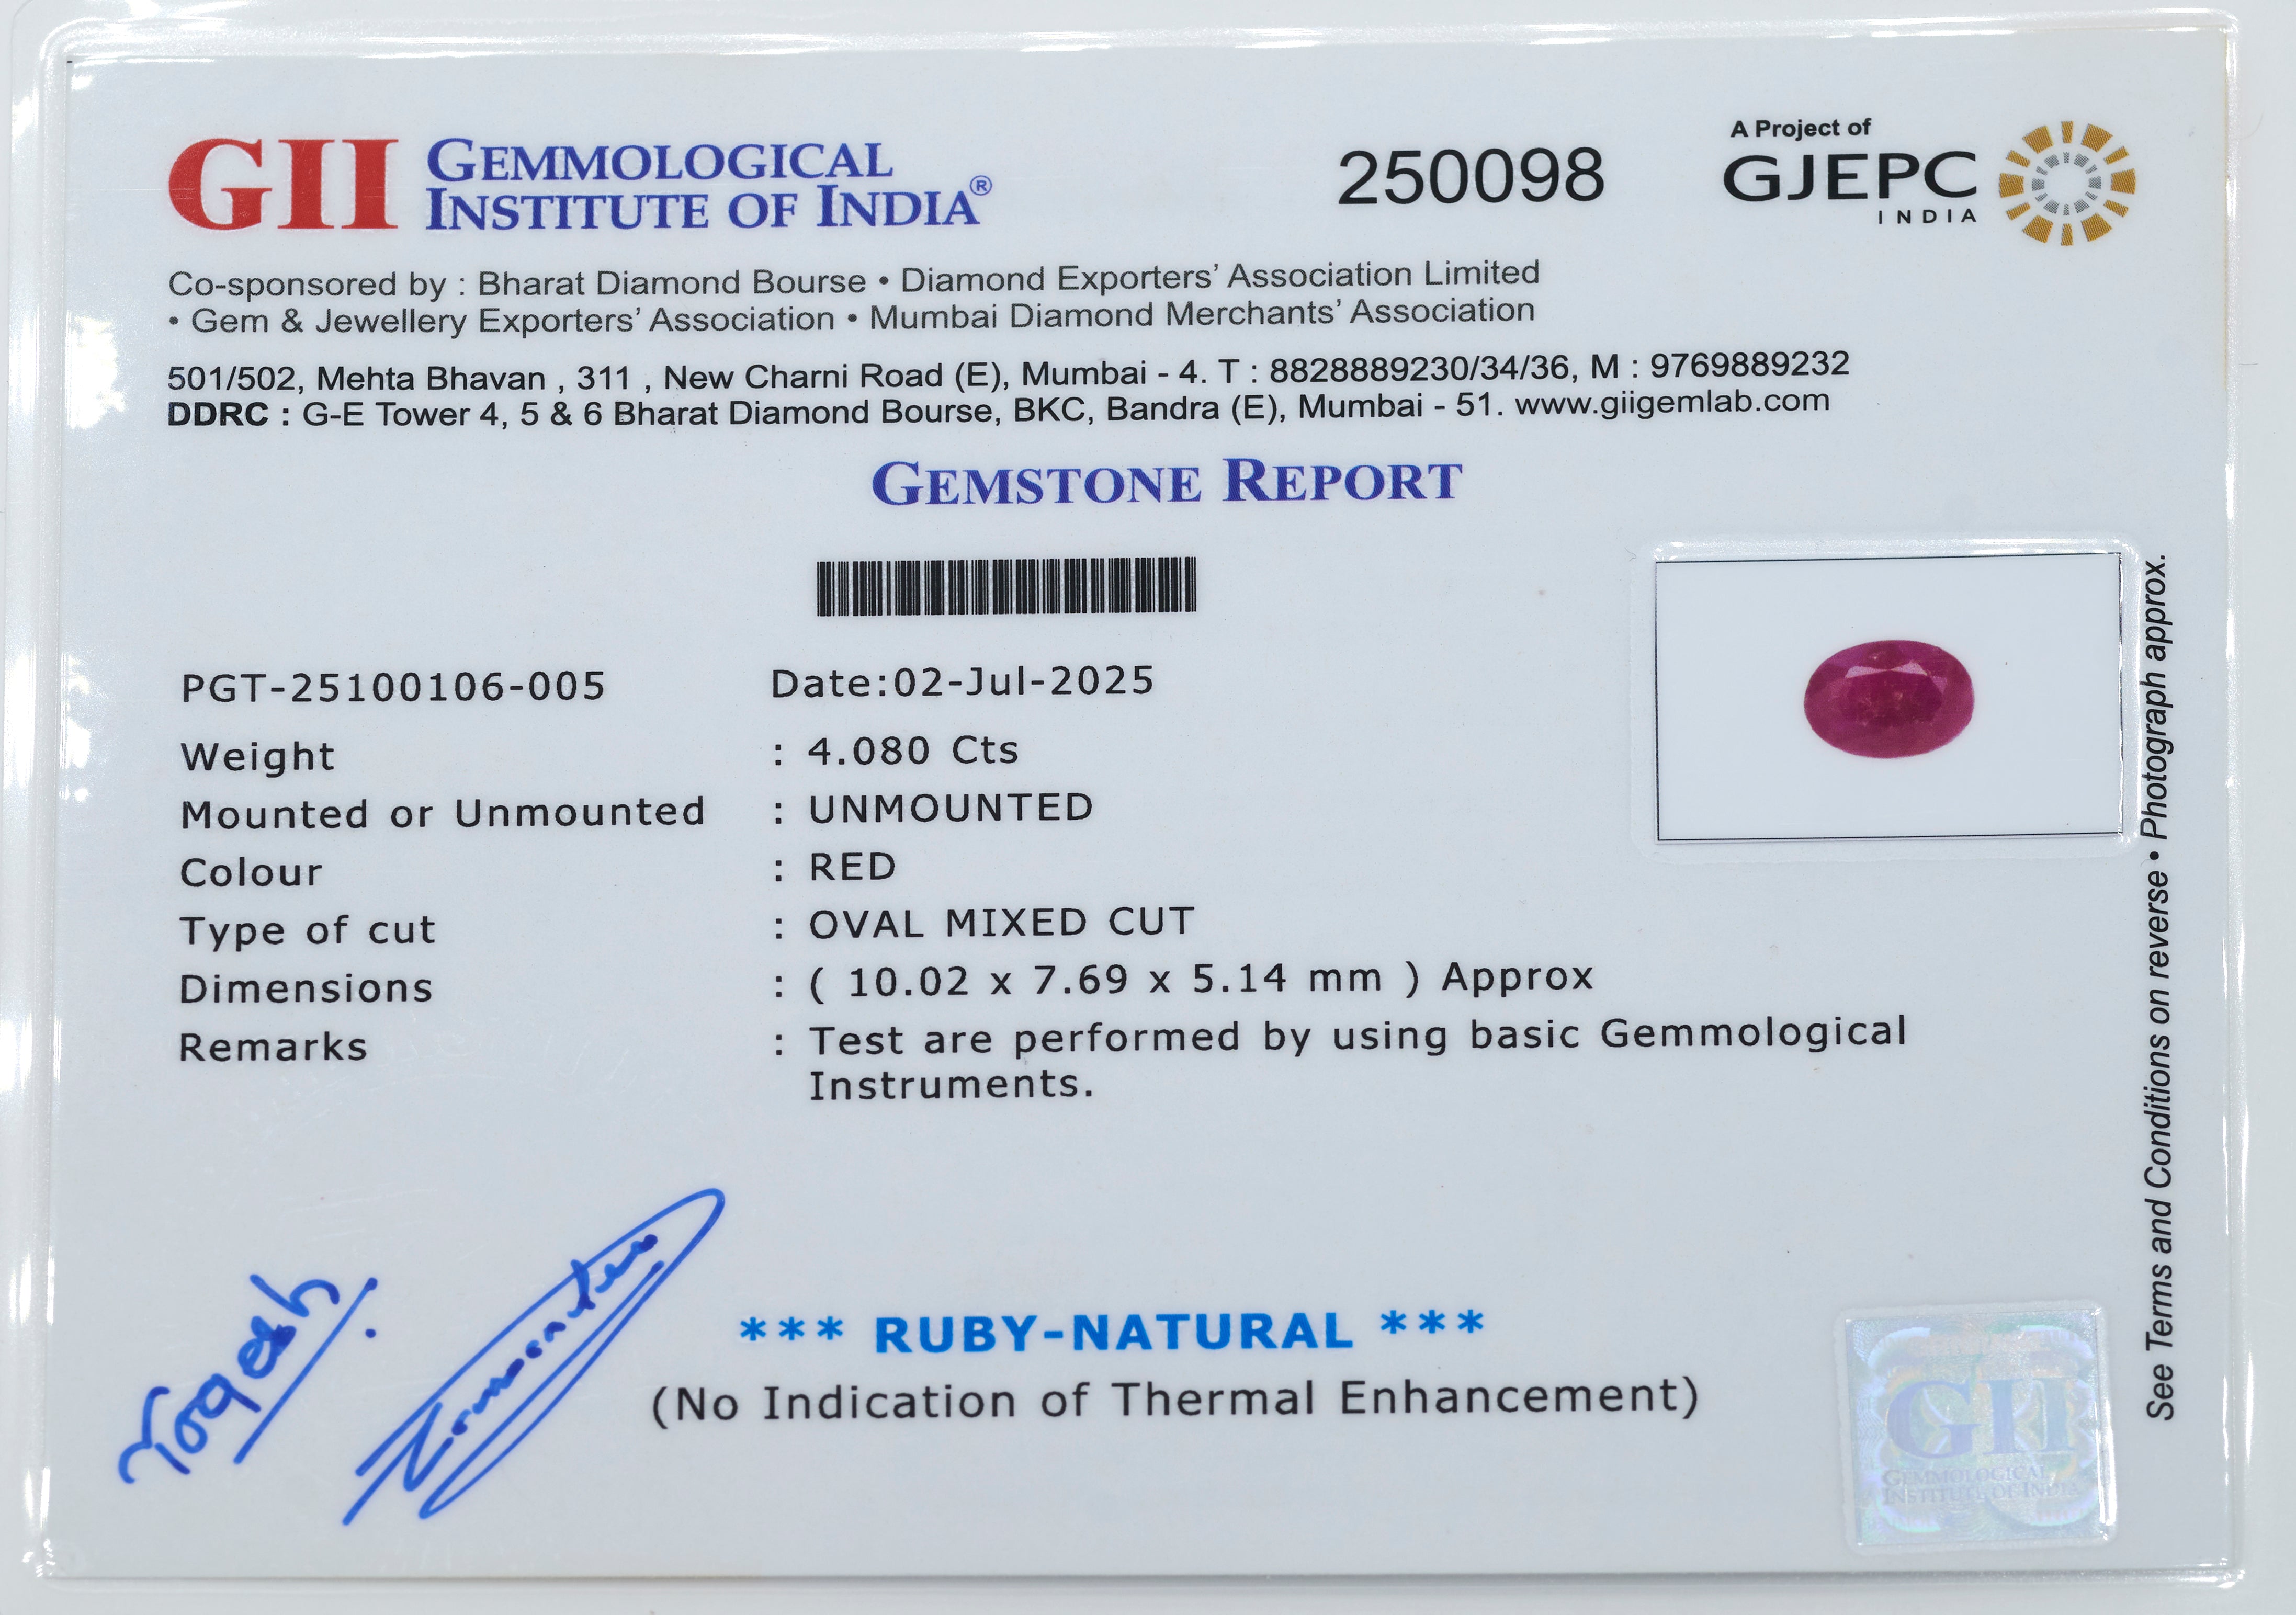 GII GEMMOLOGICAL
INSTITUTE OF INDIA®
250098
A Project of
GJEPC
INDIA
Co-sponsored by : Bharat Diamond Bourse • Diamond Exporters' Association Limited
• Gem & Jewellery Exporters' Association • Mumbai Diamond Merchants' Association
501/502, Mehta Bhavan , 311 , New Charni Road (E), Mumbai - 4. T : 8828889230/34/36, M : 9769889232
DDRC : G-E Tower 4, 5 & 6 Bharat Diamond Bourse, BKC, Bandra (E), Mumbai - 51. www.giigemlab.com
GEMSTONE REPORT
PGT-25100106-005 Date:02-Jul-2025
Weight : 4.080 Cts
Mounted or Unmounted : UNMOUNTED
Colour : RED
Type of cut : OVAL MIXED CUT
Dimensions : ( 10.02 x 7.69 x 5.14 mm ) Approx
Remarks : Test are performed by using basic Gemmological
Instruments.
See Terms and Conditions on reverse • Photograph approx.
Yogesh
*** RUBY-NATURAL ***
(No Indication of Thermal Enhancement)
GII
GEMMOLOGICAL
INSTITUTE OF INDIA